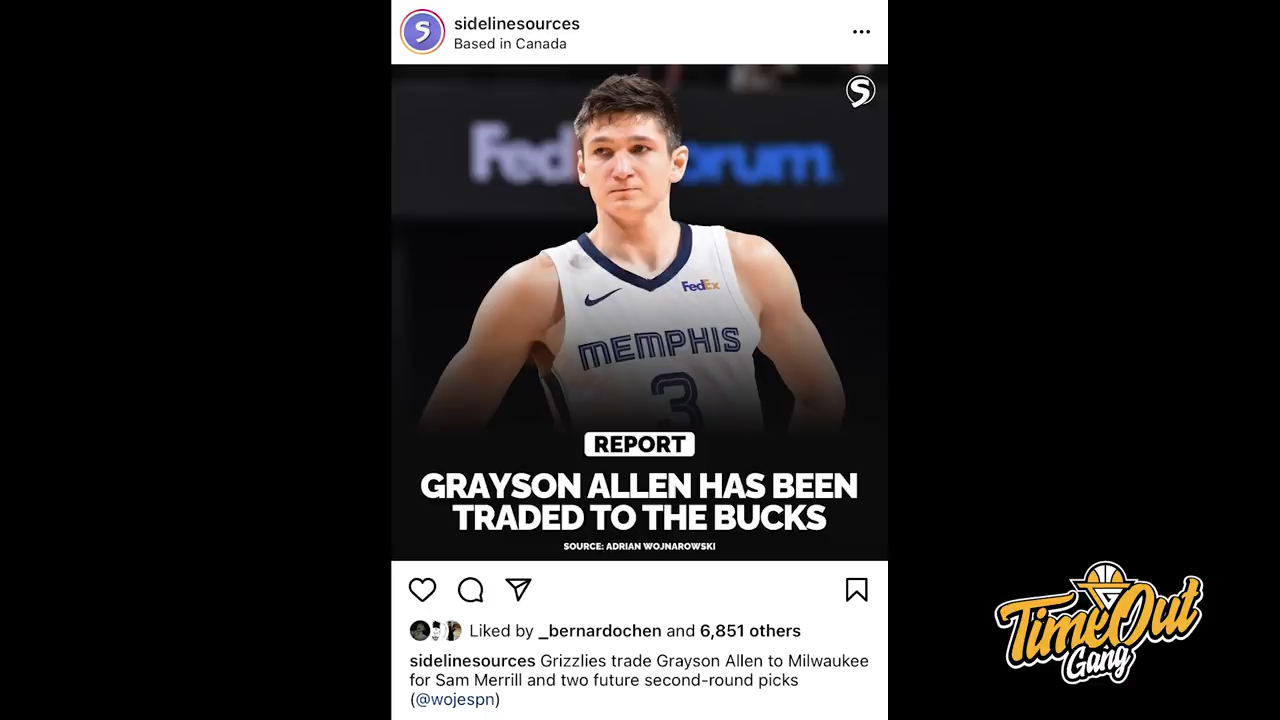 sidelinesources
Based in Canada
S
S
Fed orum.
FedEx
MEMPHIS
3
REPORT
GRAYSON ALLEN HAS BEEN
TRADED TO THE BUCKS
SOURCE: ADRIAN WOJNAROWSKI
Liked by _bernardochen and 6,851 others
sidelinesources Grizzlies trade Grayson Allen to Milwaukee
for Sam Merrill and two future second-round picks
(@wojespn)
TimeOut
Gang